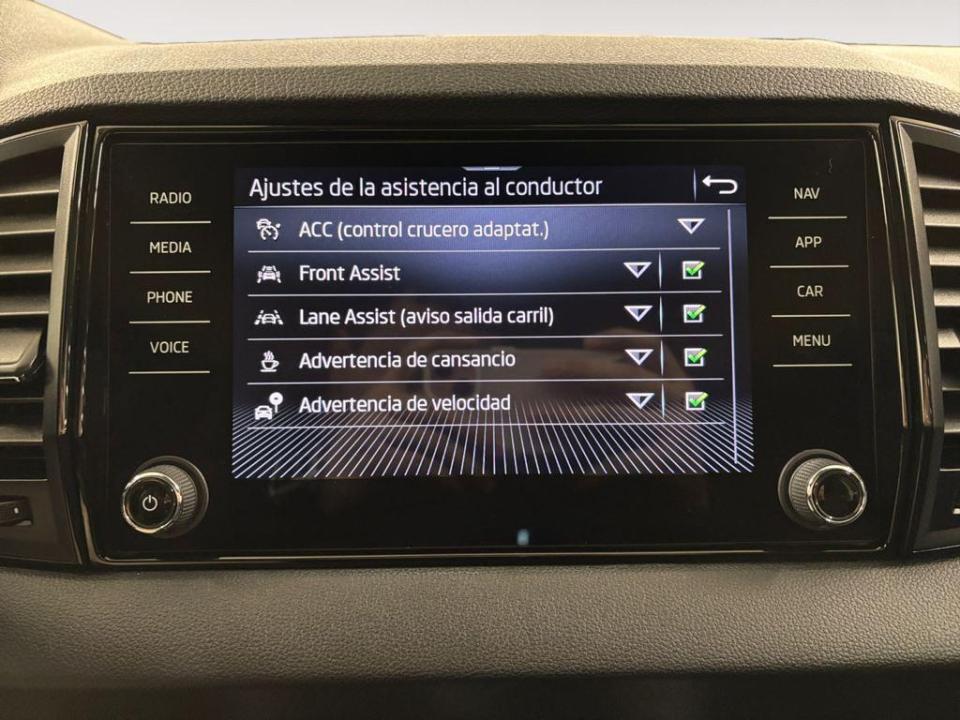 RADIO
MEDIA
PHONE
VOICE
Ajustes de la asistencia al conductor
ACC (control crucero adaptat.)
Front Assist
Lane Assist (aviso salida carril)
Advertencia de cansancio
Advertencia de velocidad
NAV
APP
CAR
MENU